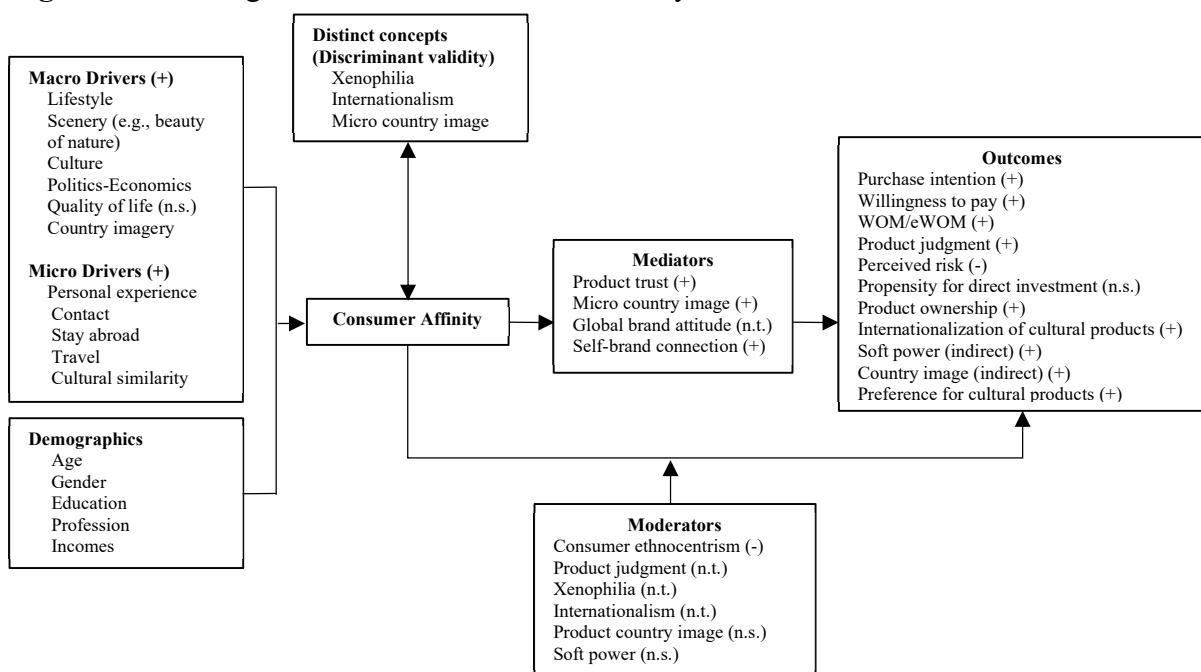 Distinct concepts
(Discriminant validity)
Xenophilia
Internationalism
Micro country image
Macro Drivers (+)
Lifestyle
Scenery (e.g., beauty
of nature)
Culture
Politics-Economics
Quality of life (n.s.)
Country imagery
Micro Drivers (+)
Personal experience
Contact
Stay abroad
Travel
Cultural similarity
Demographics
Age
Gender
Education
Profession
Incomes
Consumer Affinity
Mediators
Product trust (+)
Micro country image (+)
Global brand attitude (n.t.)
Self-brand connection (+)
Outcomes
Purchase intention (+)
Willingness to pay (+)
WOM/eWOM (+)
Product judgment (+)
Perceived risk (-)
Propensity for direct investment (n.s.)
Product ownership (+)
Internationalization of cultural products (+)
Soft power (indirect) (+)
Country image (indirect) (+)
Preference for cultural products (+)
Moderators
Consumer ethnocentrism (-)
Product judgment (n.t.)
Xenophilia (n.t.)
Internationalism (n.t.)
Product country image (n.s.)
Soft power (n.s.)